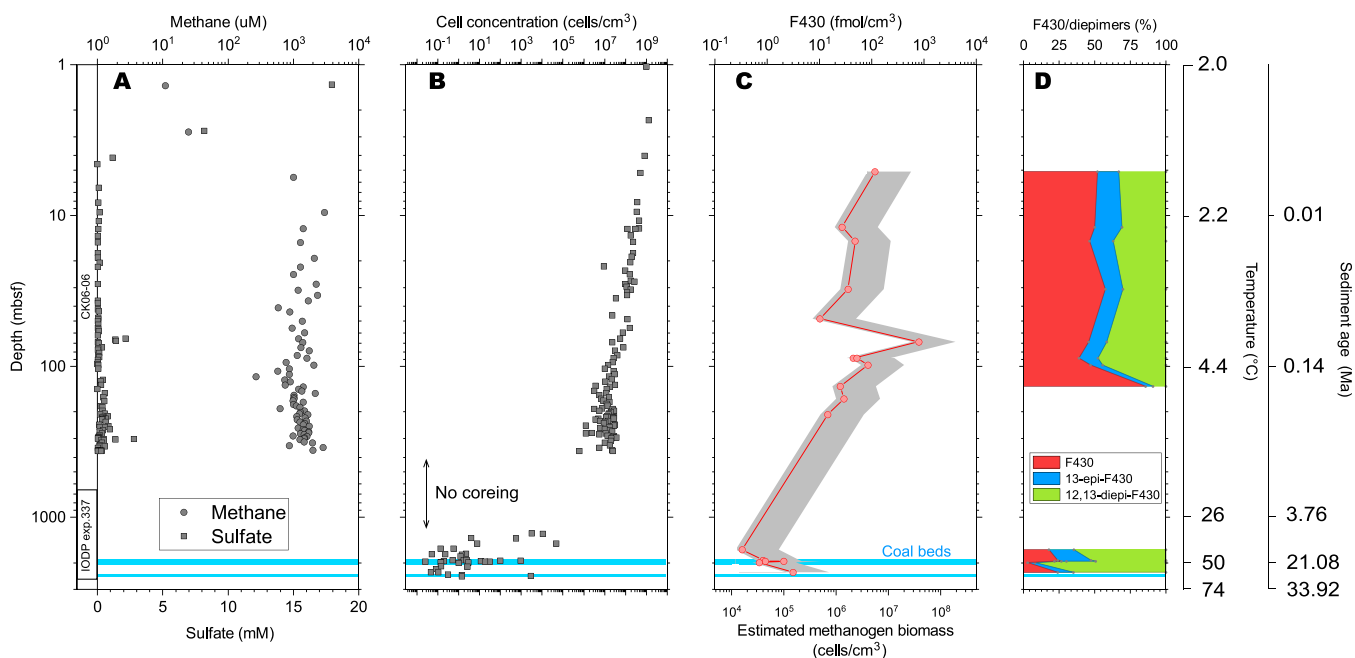 Methane (uM)
10⁰ 10¹ 10² 10³ 10⁴
Cell concentration (cells/cm³)
10⁻¹ 10¹ 10³ 10⁵ 10⁷ 10⁹
F430 (fmol/cm³)
10⁻¹ 10⁰ 10¹ 10² 10³ 10⁴
F430/diepimers (%)
0 25 50 75 100
A
B
C
D
Depth (mbsf)
1
10
100
1000
CK06-06
IODP exp.337
Methane
Sulfate
0 5 10 15 20
Sulfate (mM)
No coreing
Coal beds
10⁴ 10⁵ 10⁶ 10⁷ 10⁸
Estimated methanogen biomass
(cells/cm³)
F430
13-epi-F430
12,13-diepi-F430
2.0
2.2
4.4
26
50
74
Temperature (°C)
0.01
0.14
3.76
21.08
33.92
Sediment age (Ma)